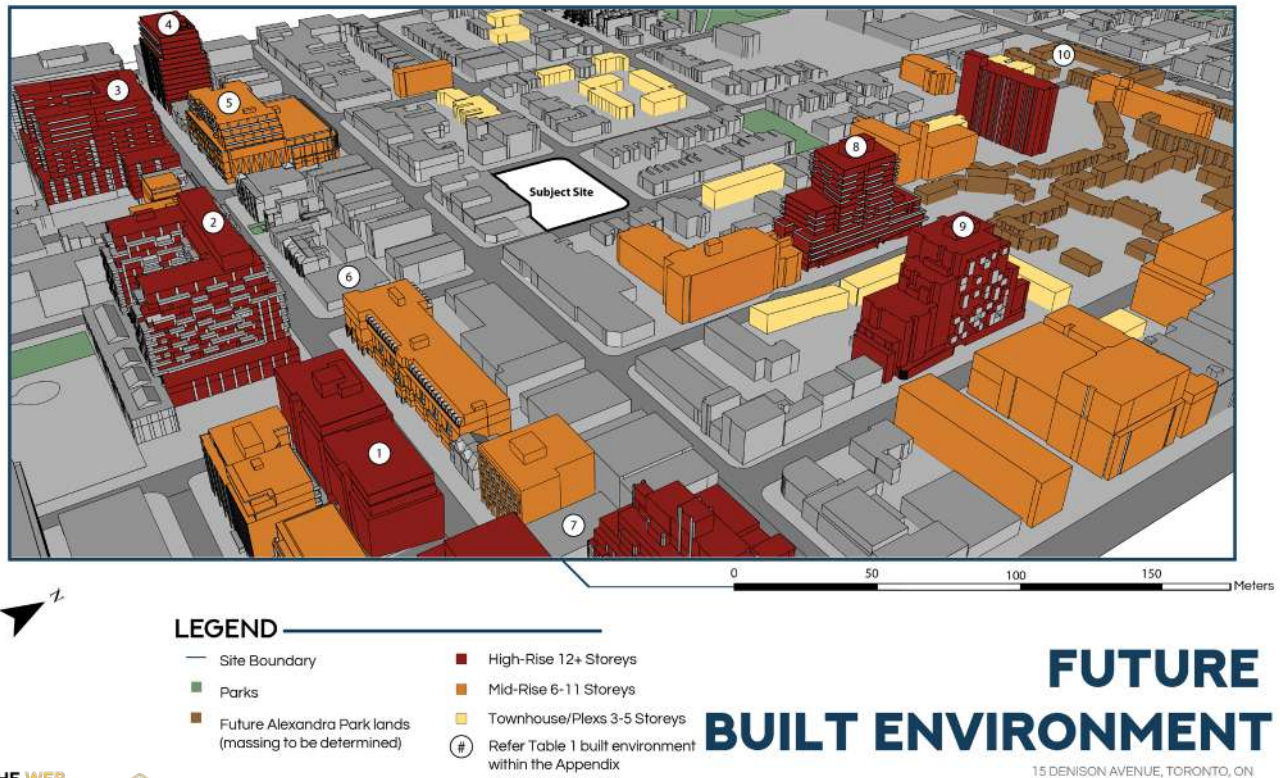 4
10
3
5
8
Subject Site
2
9
6
1
7
0
50
100
150
Meters
N
LEGEND
Site Boundary
Parks
Future Alexandra Park lands
(massing to be determined)
High-Rise 12+ Storeys
Mid-Rise 6-11 Storeys
Townhouse/Plexs 3-5 Storeys
# Refer Table 1 built environment
within the Appendix
FUTURE
BUILT ENVIRONMENT
15 DENISON AVENUE, TORONTO, ON